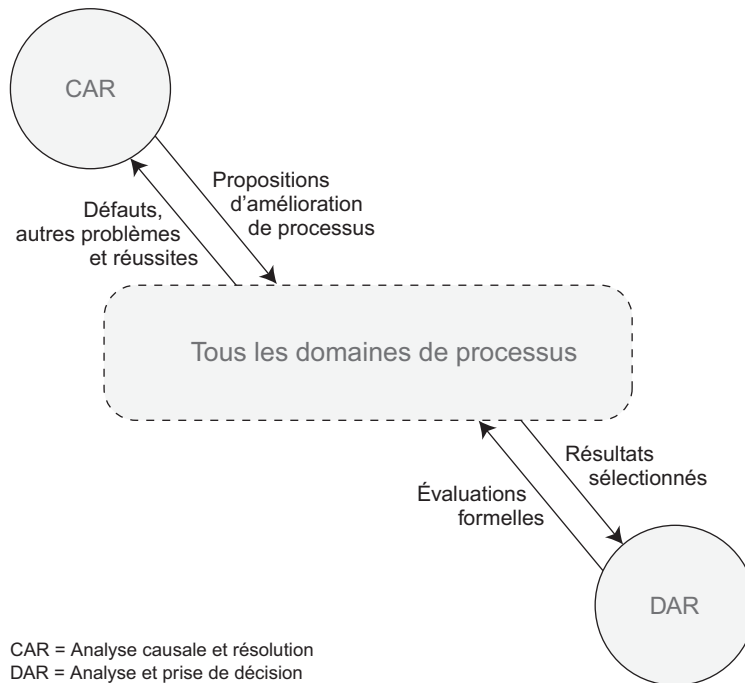 CAR
Propositions
d’amélioration
de processus
Défauts,
autres problèmes
et réussites
Tous les domaines de processus
Résultats
sélectionnés
Évaluations
formelles
DAR
CAR = Analyse causale et résolution
DAR = Analyse et prise de décision